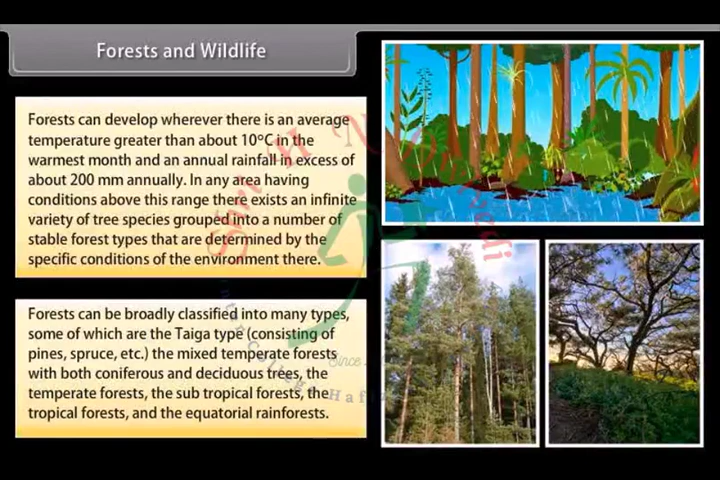 Forests and Wildlife
Forests can develop wherever there is an average
temperature greater than about 10°C in the
warmest month and an annual rainfall in excess of
about 200 mm annually. In any area having
conditions above this range there exists an infinite
variety of tree species grouped into a number of
stable forest types that are determined by the
specific conditions of the environment there.
Forests can be broadly classified into many types,
some of which are the Taiga type (consisting of
pines, spruce, etc.) the mixed temperate forests
with both coniferous and deciduous trees, the
temperate forests, the sub tropical forests, the
tropical forests, and the equatorial rainforests.
Since